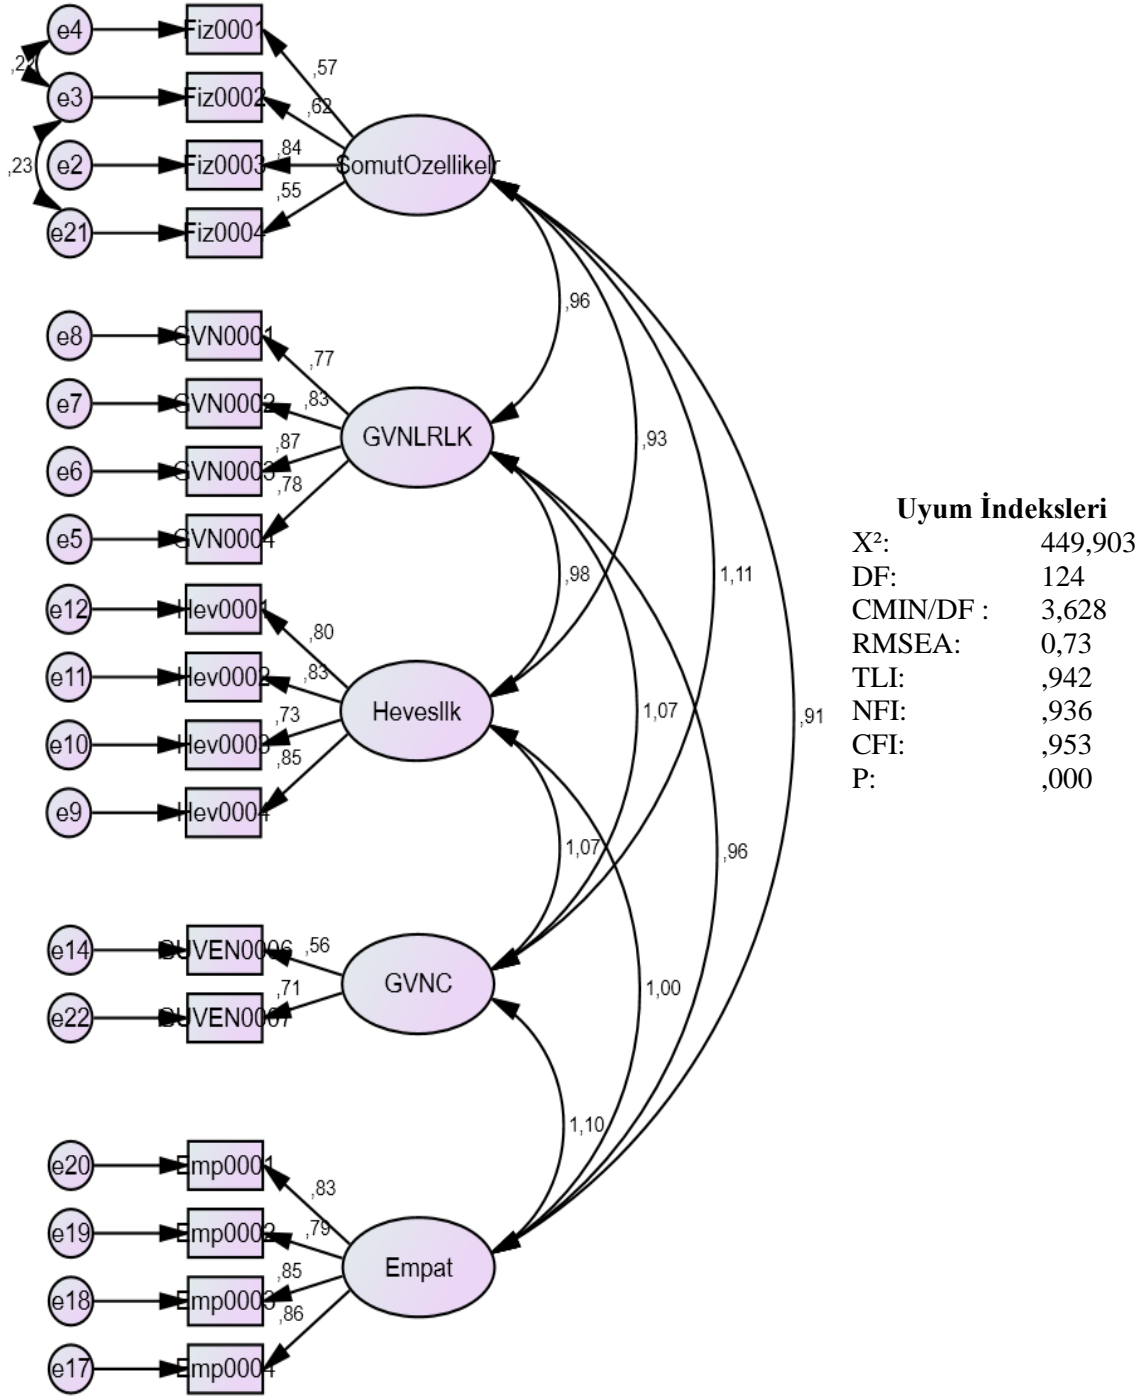 e4 Fiz0001
,57
e3 Fiz0002
,62
,23
e2 Fiz0003
,84
SomutOzellikelr
e21 Fiz0004
,55
,96
e8 GVN0001
,77
e7 GVN0002
,83
GVNLRLK
,93
e6 GVN0003
,87
e5 GVN0004
,78
Uyum İndeksleri
X²: 449,903
DF: 124
CMIN/DF : 3,628
RMSEA: 0,73
TLI: ,942
NFI: ,936
CFI: ,953
P: ,000
,98
1,11
e12 Hev0001
,80
e11 Hev0002
,83
Hevesllk
1,07
,91
e10 Hev0003
,73
e9 Hev0004
,85
1,07
,96
e14 GUVEN0006
,56
GVNC
1,00
e22 GUVEN0007
,71
1,10
e20 Emp0001
,83
e19 Emp0002
,79
Empat
e18 Emp0003
,85
e17 Emp0004
,86